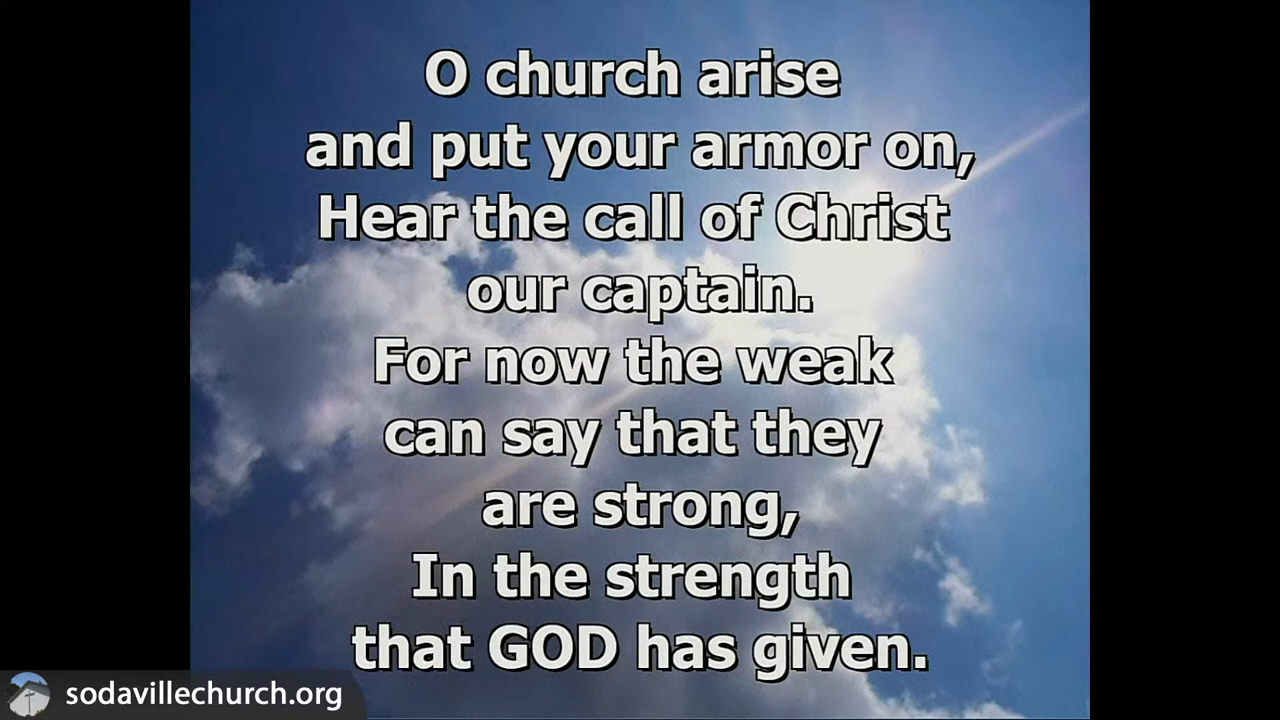 O church arise
and put your armor on,
Hear the call of Christ
our captain.
For now the weak
can say that they
are strong,
In the strength
that GOD has given.
sodavillechurch.org